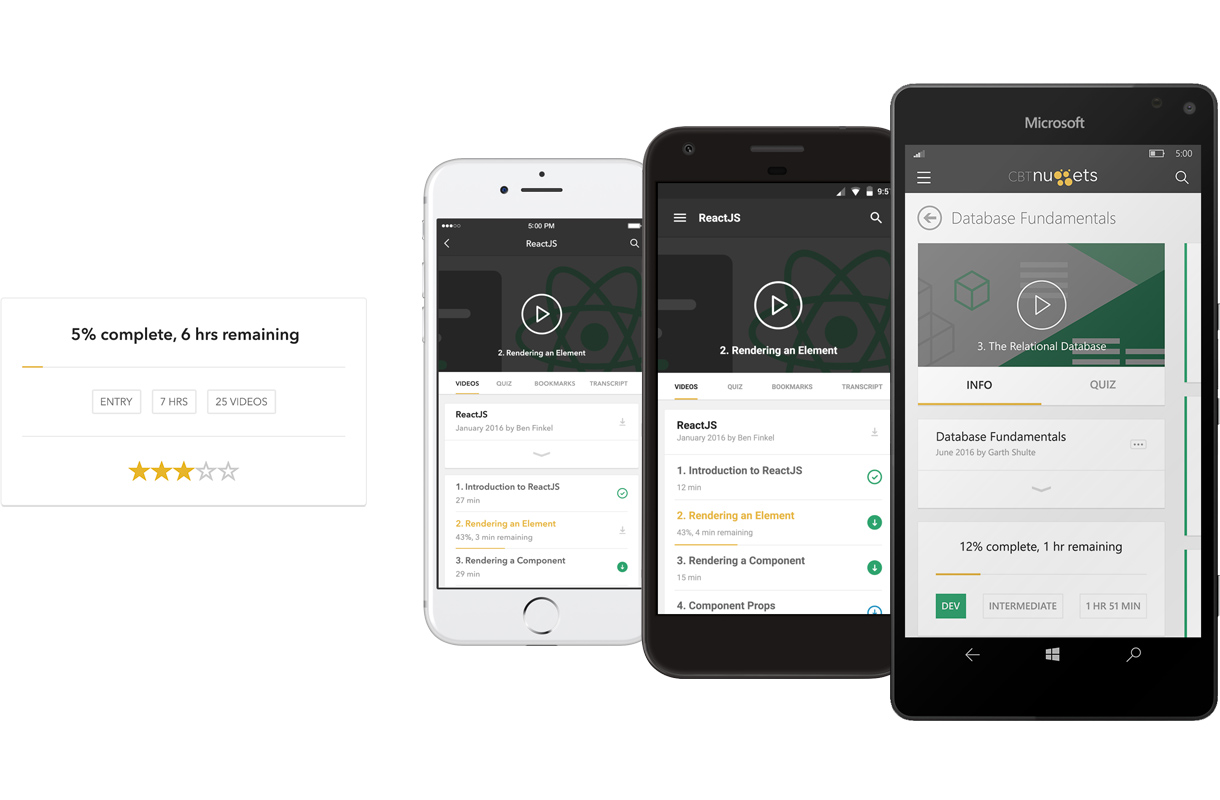 5% complete, 6 hrs remaining
ENTRY
7 HRS
25 VIDEOS
5:00 PM
ReactJS
2. Rendering an Element
VIDEOS
QUIZ
BOOKMARKS
TRANSCRIPT
ReactJS
January 2016 by Ben Finkel
1. Introduction to ReactJS
27 min
2. Rendering an Element
43%, 3 min remaining
3. Rendering a Component
29 min
9:5
ReactJS
2. Rendering an Element
VIDEOS
QUIZ
BOOKMARKS
TRANSCRIPT
ReactJS
January 2016 by Ben Finkel
1. Introduction to ReactJS
12 min
2. Rendering an Element
43%, 4 min remaining
3. Rendering a Component
15 min
4. Component Props
Microsoft
5:00
CBTnuggets
Database Fundamentals
3. The Relational Database
INFO
QUIZ
Database Fundamentals
June 2016 by Garth Shulte
12% complete, 1 hr remaining
DEV
INTERMEDIATE
1 HR 51 MIN